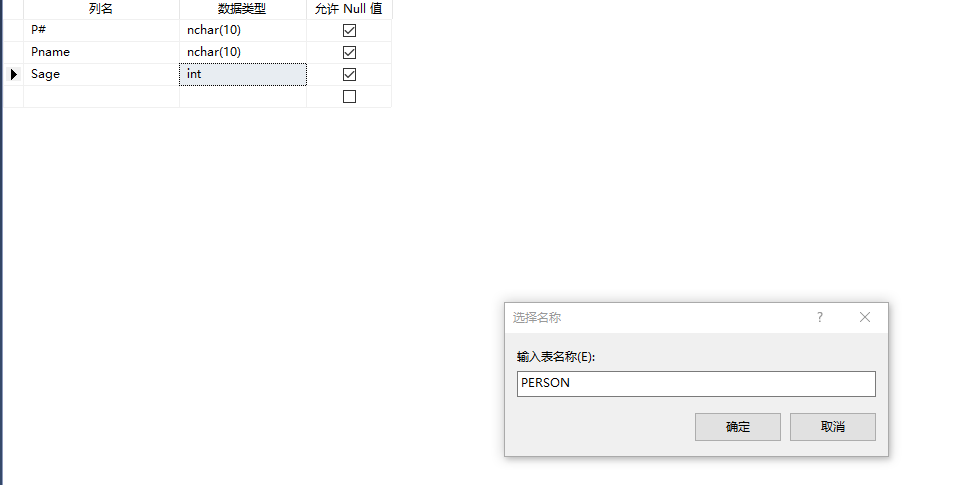 列名 数据类型 允许 Null 值
P# nchar(10)
Pname nchar(10)
Sage int
选择名称 ?
输入表名称(E):
PERSON
确定 取消